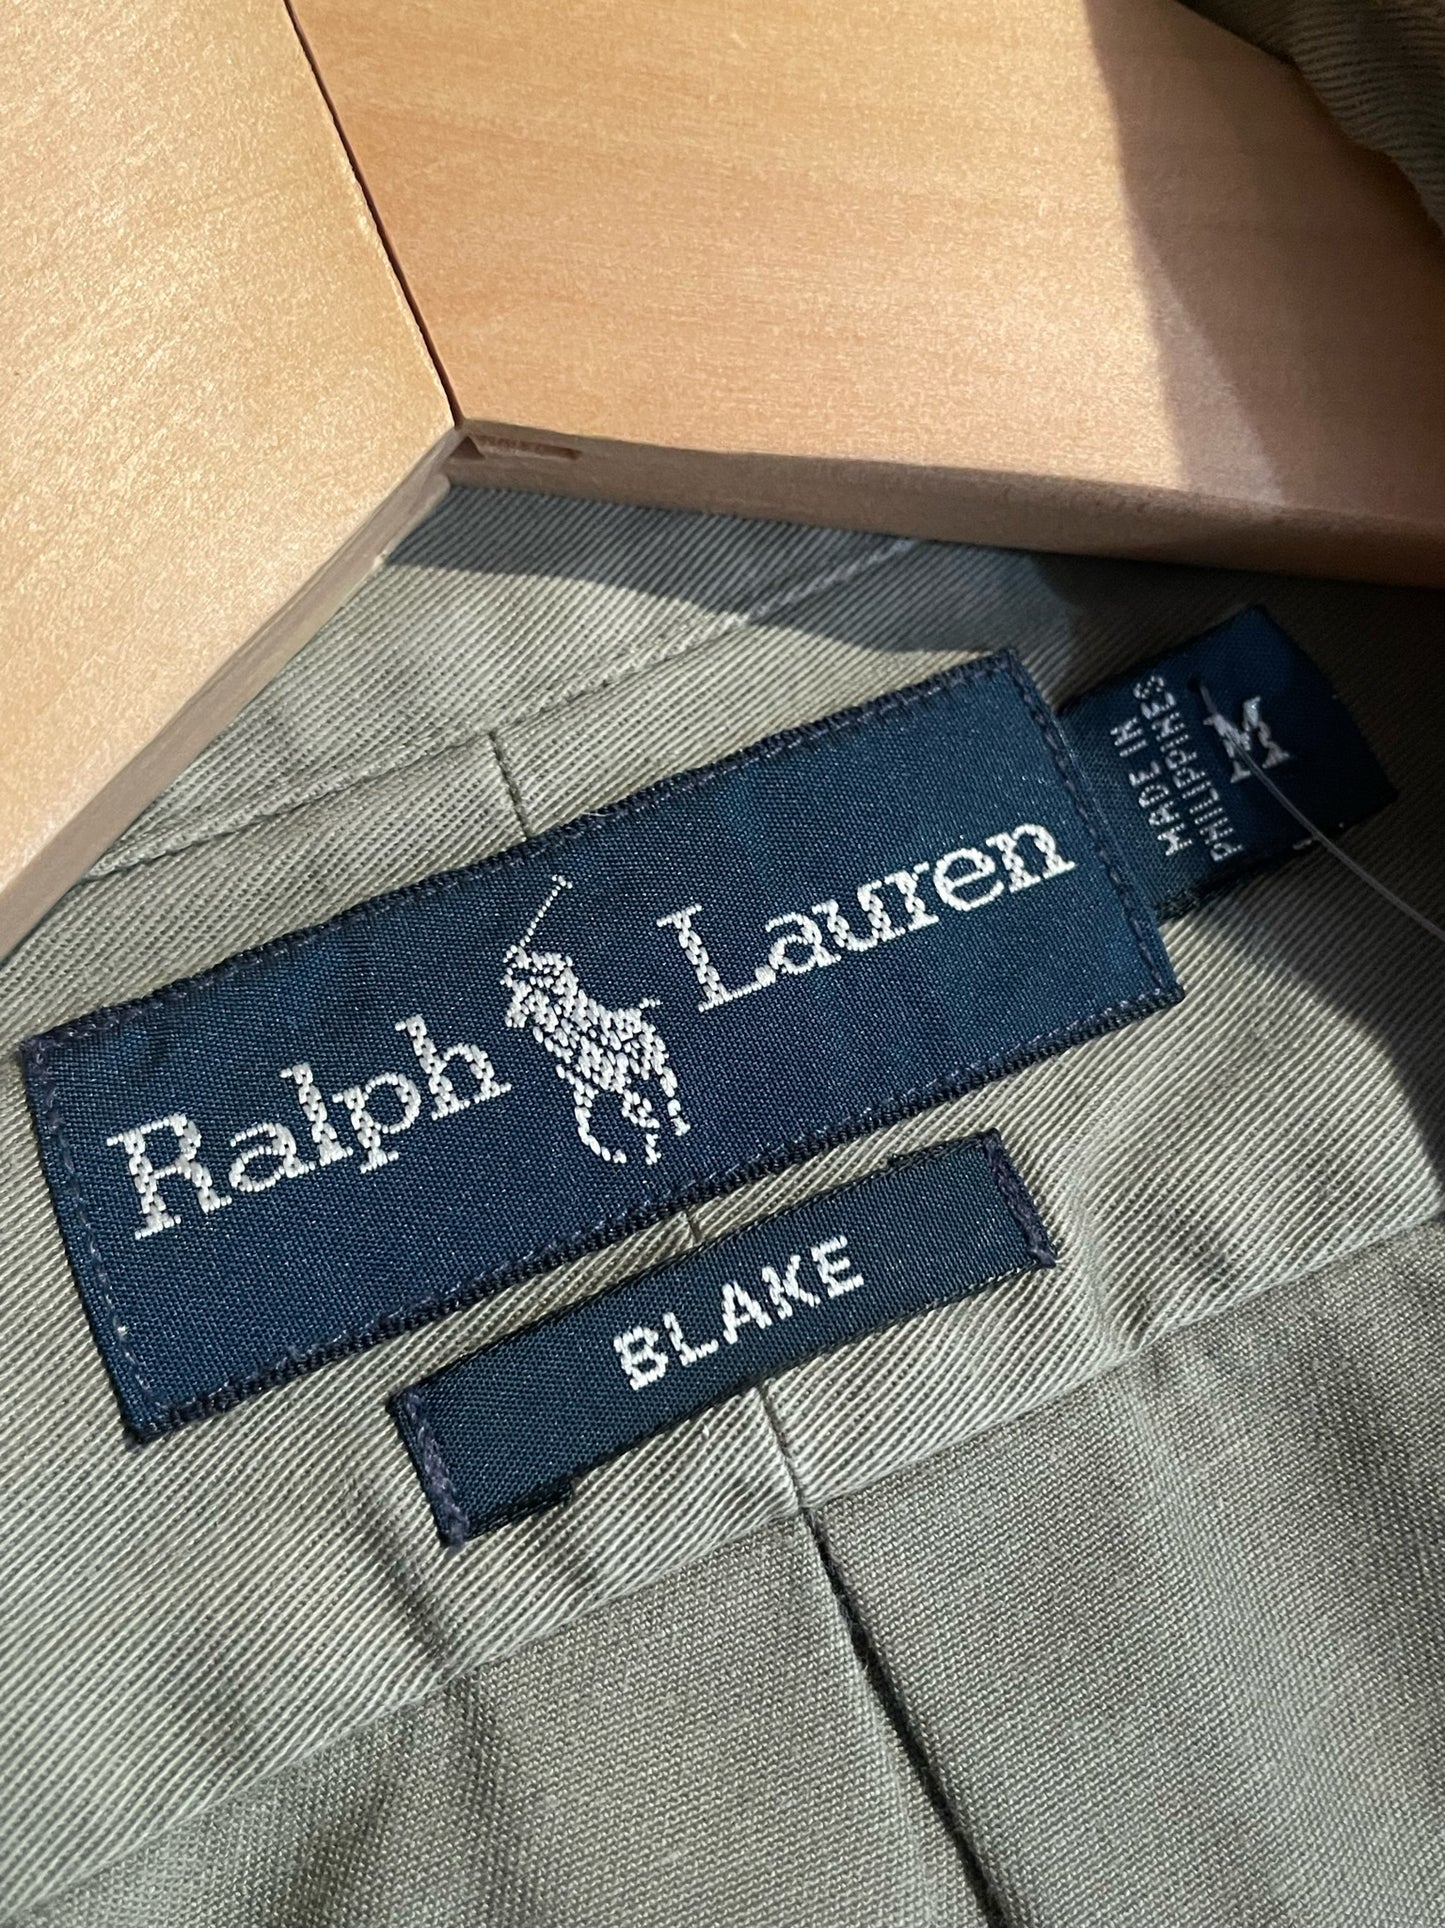 Ralph Lauren
M
MADE IN
PHILIPPINES
BLAKE